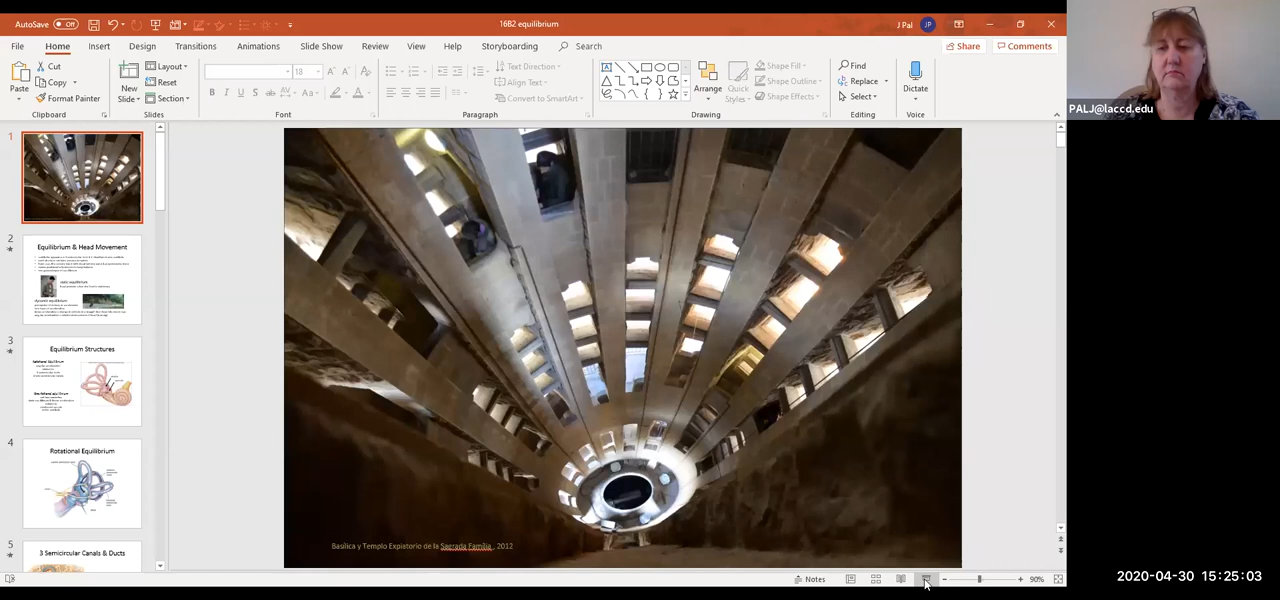 AutoSave Off
16B2 equilibrium
J Pal JP
File Home Insert Design Transitions Animations Slide Show Review View Help Storyboarding Search
Share Comments
Paste
Cut
Copy
Format Painter
Clipboard
New
Slide
Layout
Reset
Section
Slides
18
Font
Text Direction
Align Text
Convert to SmartArt
Paragraph
Arrange
Quick
Styles
Shape Fill
Shape Outline
Shape Effects
Drawing
Find
Replace
Select
Editing
Dictate
Voice
PALJ@laccd.edu
1
2
Equilibrium & Head Movement
3
Equilibrium Structures
4
Rotational Equilibrium
5
3 Semicircular Canals & Ducts
Basílica y Templo Expiatorio de la Sagrada Família , 2012
Notes
90%
2020-04-30 15:25:03